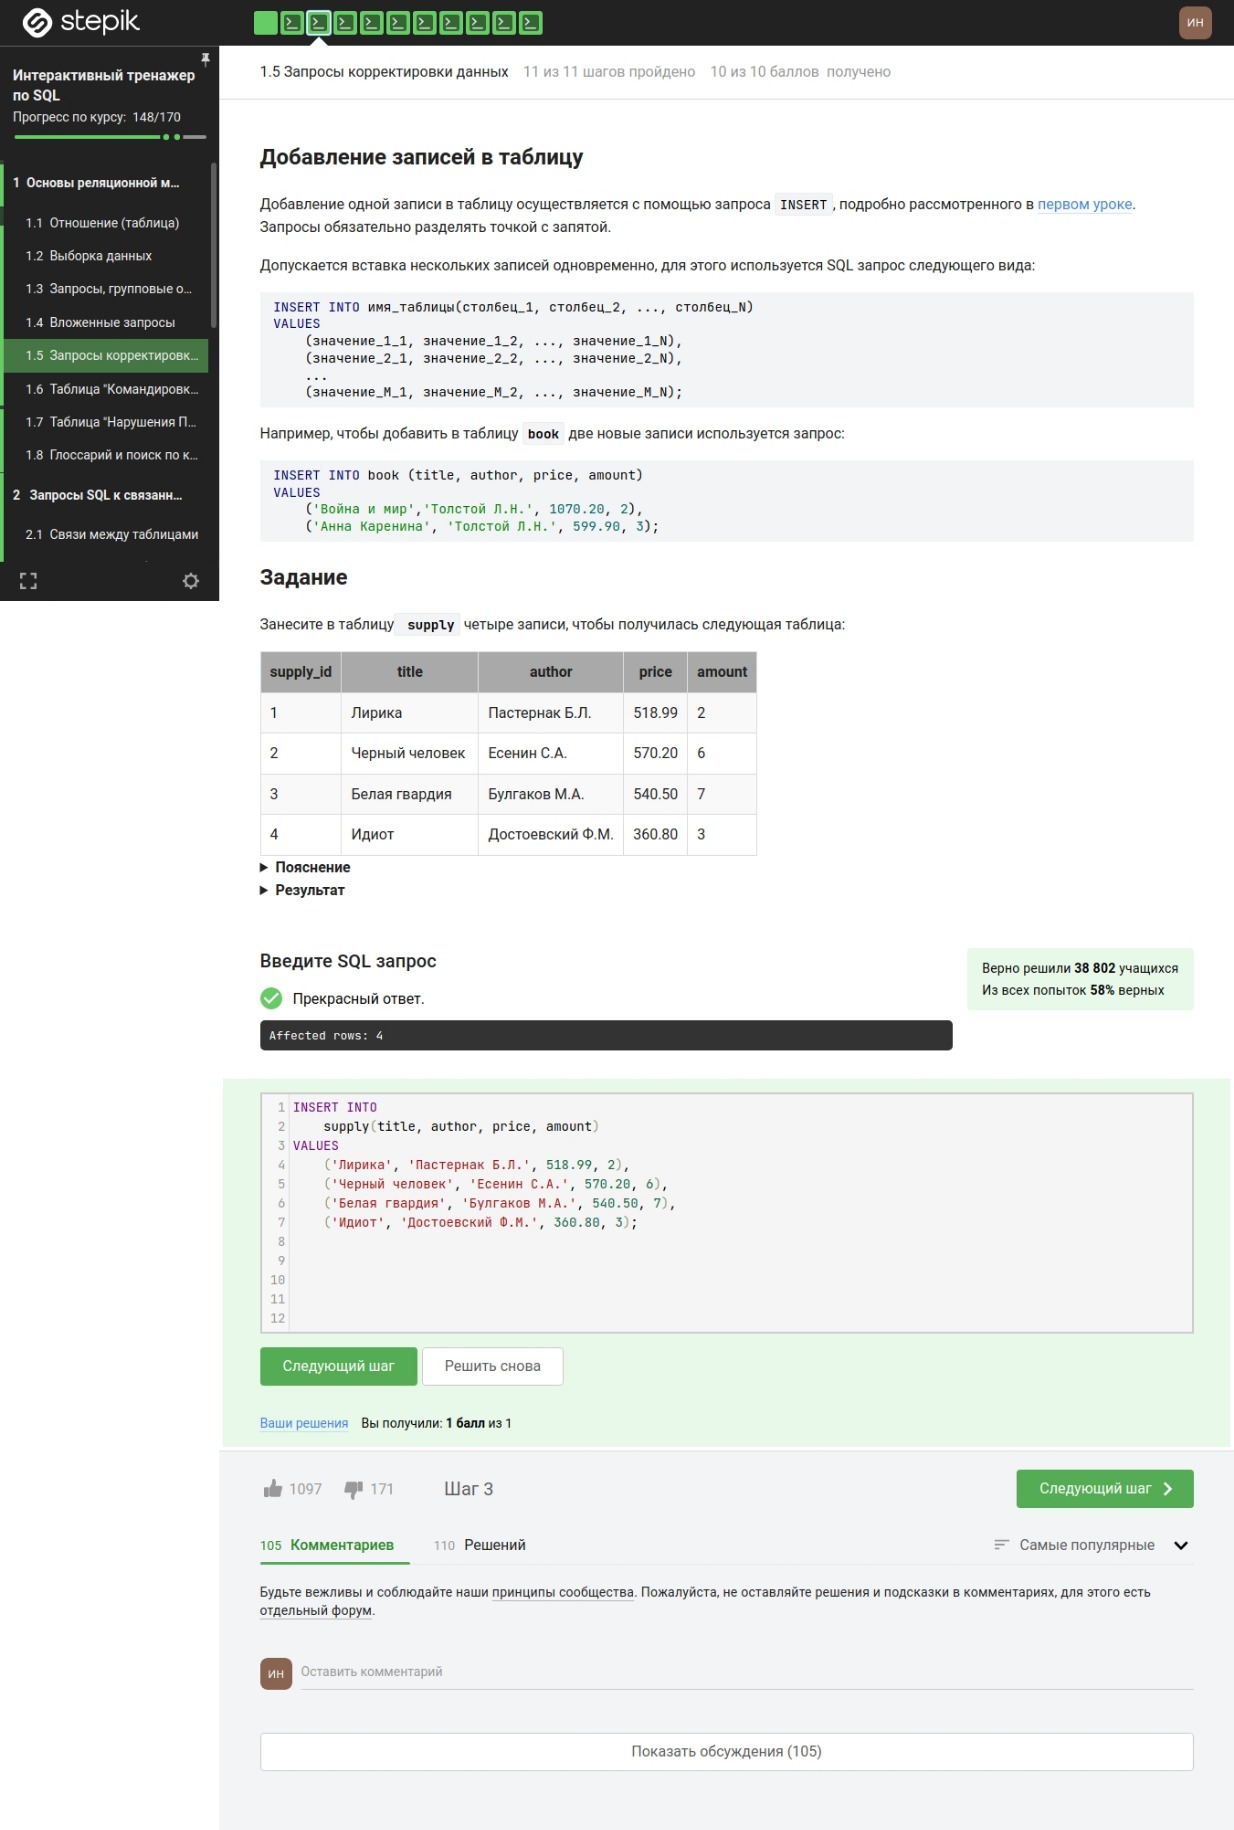 stepik
ИН
Интерактивный тренажер
по SQL
Прогресс по курсу: 148/170
1 Основы реляционной м...
1.1 Отношение (таблица)
1.2 Выборка данных
1.3 Запросы, групповые о...
1.4 Вложенные запросы
1.5 Запросы корректировк...
1.6 Таблица "Командировк...
1.7 Таблица "Нарушения П...
1.8 Глоссарий и поиск по к...
2 Запросы SQL к связанн...
2.1 Связи между таблицами
1.5 Запросы корректировки данных 11 из 11 шагов пройдено 10 из 10 баллов получено
Добавление записей в таблицу
Добавление одной записи в таблицу осуществляется с помощью запроса INSERT, подробно рассмотренного в первом уроке.
Запросы обязательно разделять точкой с запятой.
Допускается вставка нескольких записей одновременно, для этого используется SQL запрос следующего вида:
INSERT INTO имя_таблицы(столбец_1, столбец_2, ..., столбец_N)
VALUES
(значение_1_1, значение_1_2, ..., значение_1_N),
(значение_2_1, значение_2_2, ..., значение_2_N),
...
(значение_M_1, значение_M_2, ..., значение_M_N);
Например, чтобы добавить в таблицу book две новые записи используется запрос:
INSERT INTO book (title, author, price, amount)
VALUES
('Война и мир','Толстой Л.Н.', 1070.20, 2),
('Анна Каренина', 'Толстой Л.Н.', 599.90, 3);
Задание
Занесите в таблицу supply четыре записи, чтобы получилась следующая таблица:
supply_id title author price amount
1 Лирика Пастернак Б.Л. 518.99 2
2 Черный человек Есенин С.А. 570.20 6
3 Белая гвардия Булгаков М.А. 540.50 7
4 Идиот Достоевский Ф.М. 360.80 3
Пояснение
Результат
Введите SQL запрос
Прекрасный ответ.
Affected rows: 4
Верно решили 38 802 учащихся
Из всех попыток 58% верных
1 INSERT INTO
2 supply(title, author, price, amount)
3 VALUES
4 ('Лирика', 'Пастернак Б.Л.', 518.99, 2),
5 ('Черный человек', 'Есенин С.А.', 570.20, 6),
6 ('Белая гвардия', 'Булгаков М.А.', 540.50, 7),
7 ('Идиот', 'Достоевский Ф.М.', 360.80, 3);
8
9
10
11
12
Следующий шаг Решить снова
Ваши решения Вы получили: 1 балл из 1
1097 171 Шаг 3 Следующий шаг
105 Комментариев 110 Решений Самые популярные
Будьте вежливы и соблюдайте наши принципы сообщества. Пожалуйста, не оставляйте решения и подсказки в комментариях, для этого есть
отдельный форум.
ИН Оставить комментарий
Показать обсуждения (105)